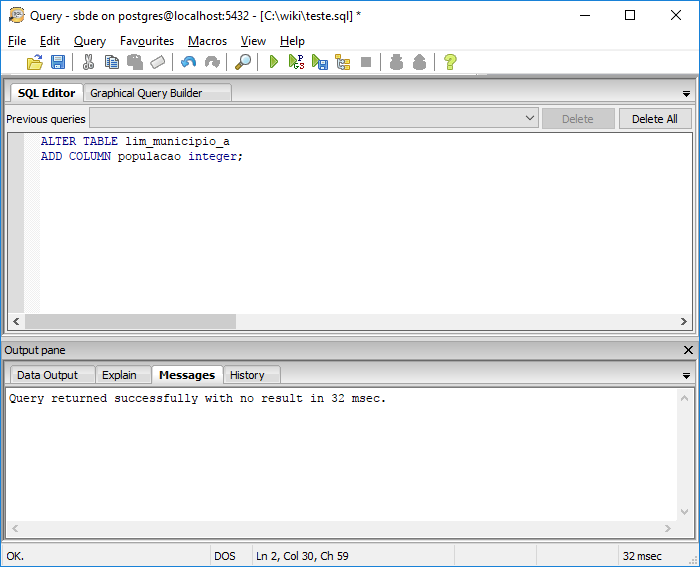 Query - sbde on postgres@localhost:5432 - [C:\wiki\teste.sql] *
File Edit Query Favourites Macros View Help
SQL Editor Graphical Query Builder
Previous queries Delete Delete All
ALTER TABLE lim_municipio_a
ADD COLUMN populacao integer;
Output pane
Data Output Explain Messages History
Query returned successfully with no result in 32 msec.
OK. DOS Ln 2, Col 30, Ch 59 32 msec